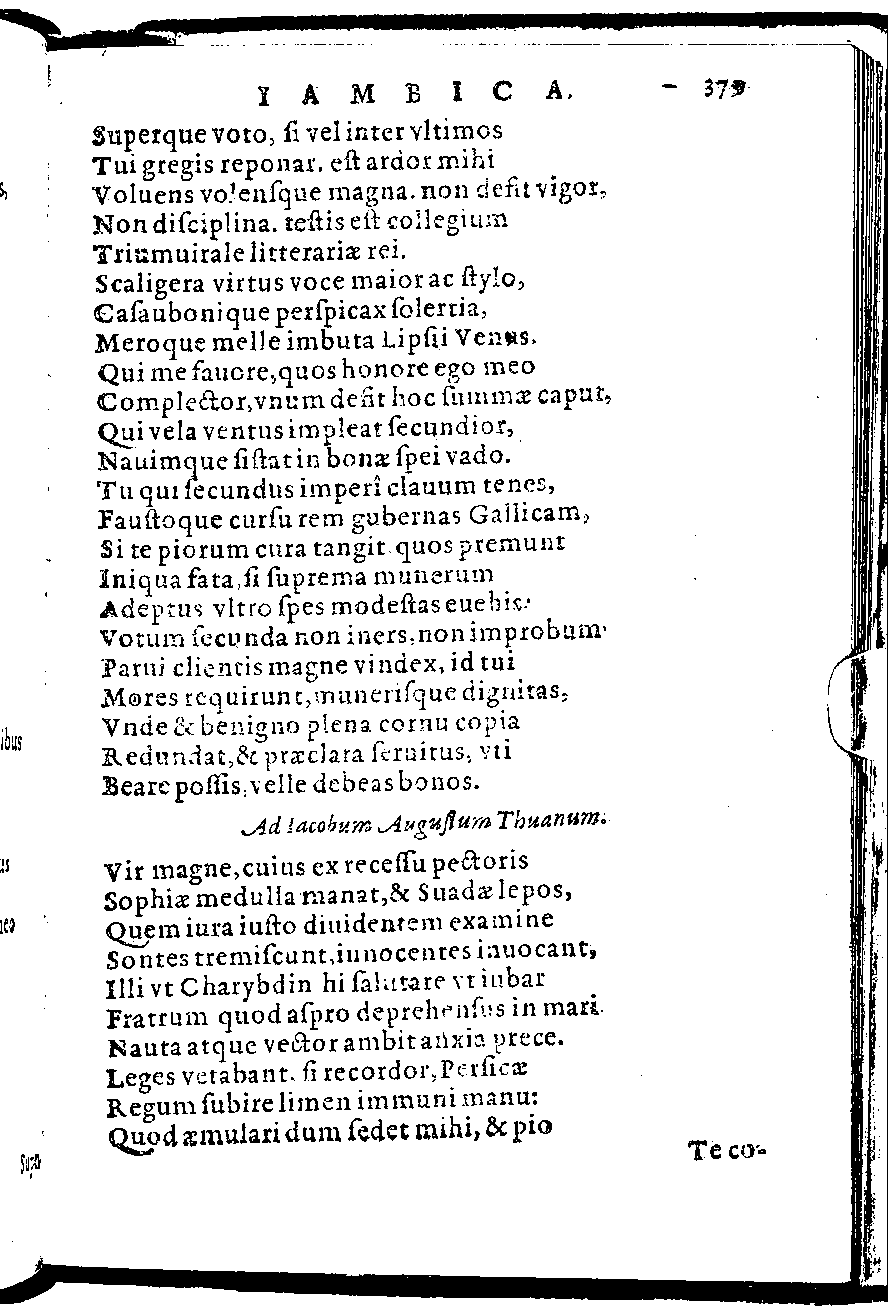 IAMBICA. 379
Superque voto, ſi vel inter vltimos
Tui gregis reponar. eſt ardor mihi
Voluens volenſque magna. non defit vigor,
Non diſciplina. teſtis eſt collegium
Triumuirale litterariæ rei.
Scaligera virtus voce maior ac ſtylo,
Caſaubonique perſpicax ſolertia,
Meroque melle imbuta Lipſii Venus.
Qui me fauore, quos honore ego meo
Complector, vnum defit hoc ſummæ caput,
Qui vela ventus impleat ſecundior,
Nauimque ſiſtat in bonæ ſpei vado.
Tu qui ſecundus imperî clauum tenes,
Fauſtoque curſu rem gubernas Gallicam,
Si te piorum cura tangit quos premunt
Iniqua fata, ſi ſuprema munerum
Adeptus vltro ſpes modeſtas euehis:
Votum ſecunda non iners, non improbum
Parui clientis magne vindex, id tui
Mores requirunt, muneriſque dignitas,
Vnde & benigno plena cornu copia
Redundat, & præclara ſeruitus, vti
Beare poſſis, velle debeas bonos.
Ad Iacobum Auguſtum Thuanum.
Vir magne, cuius ex receſſu pectoris
Sophiæ medulla manat, & Suadæ lepos,
Quem iura iuſto diuidentem examine
Sontes tremiſcunt, innocentes inuocant,
Illi vt Charybdin hi ſalutare vt iubar
Fratrum quod aſpro deprehenſus in mari
Nauta atque vector ambit anxia prece.
Leges vetabant. ſi recordor, Perſicæ
Regum ſubire limen immuni manu:
Quod æmulari dum ſedet mihi, & pio
Te co-
ibus